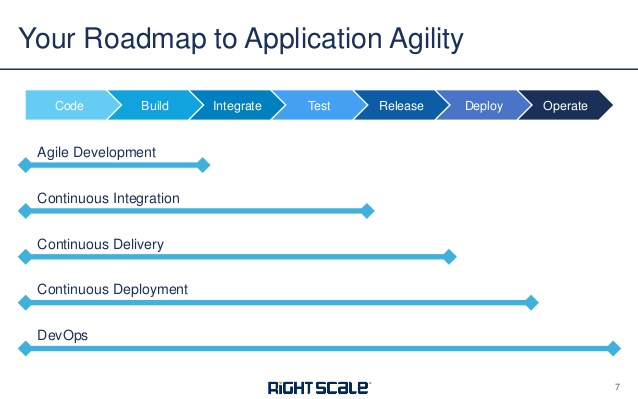 Your Roadmap to Application Agility
Code Build Integrate Test Release Deploy Operate
Agile Development
Continuous Integration
Continuous Delivery
Continuous Deployment
DevOps
RiGHTSCaLe
7